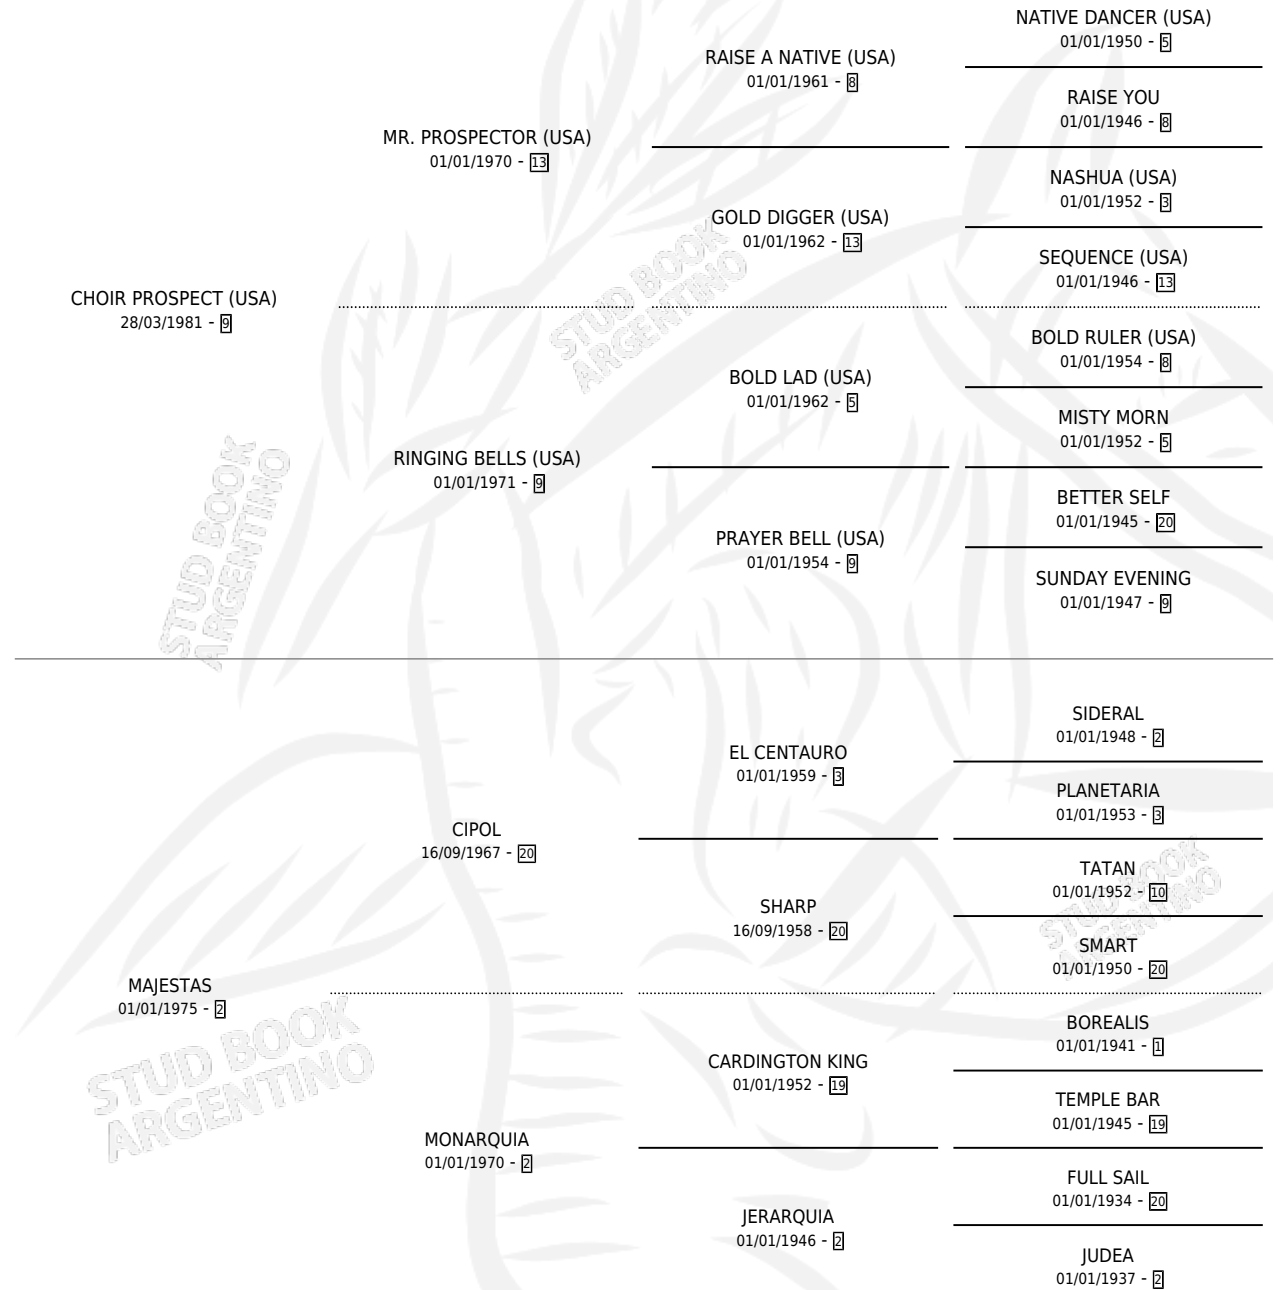 NATIVE DANCER (USA)
01/01/1950 - 5
RAISE A NATIVE (USA)
01/01/1961 - 8
RAISE YOU
01/01/1946 - 8
MR. PROSPECTOR (USA)
01/01/1970 - 13
NASHUA (USA)
01/01/1952 - 3
GOLD DIGGER (USA)
01/01/1962 - 13
SEQUENCE (USA)
01/01/1946 - 13
CHOIR PROSPECT (USA)
28/03/1981 - 9
STUD BOOK
ARGENTINO
BOLD RULER (USA)
01/01/1954 - 8
BOLD LAD (USA)
01/01/1962 - 5
MISTY MORN
01/01/1952 - 5
RINGING BELLS (USA)
01/01/1971 - 9
BETTER SELF
01/01/1945 - 20
PRAYER BELL (USA)
01/01/1954 - 9
SUNDAY EVENING
01/01/1947 - 9
STUD BOOK
ARGENTINO
SIDERAL
01/01/1948 - 2
EL CENTAURO
01/01/1959 - 3
PLANETARIA
01/01/1953 - 3
CIPOL
16/09/1967 - 20
TATAN
01/01/1952 - 10
SHARP
16/09/1958 - 20
SMART
01/01/1950 - 20
STUD BOOK
ARGENTINO
MAJESTAS
01/01/1975 - 2
STUD BOOK
ARGENTINO
BOREALIS
01/01/1941 - 1
CARDINGTON KING
01/01/1952 - 19
TEMPLE BAR
01/01/1945 - 19
MONARQUIA
01/01/1970 - 2
FULL SAIL
01/01/1934 - 20
JERARQUIA
01/01/1946 - 2
JUDEA
01/01/1937 - 2